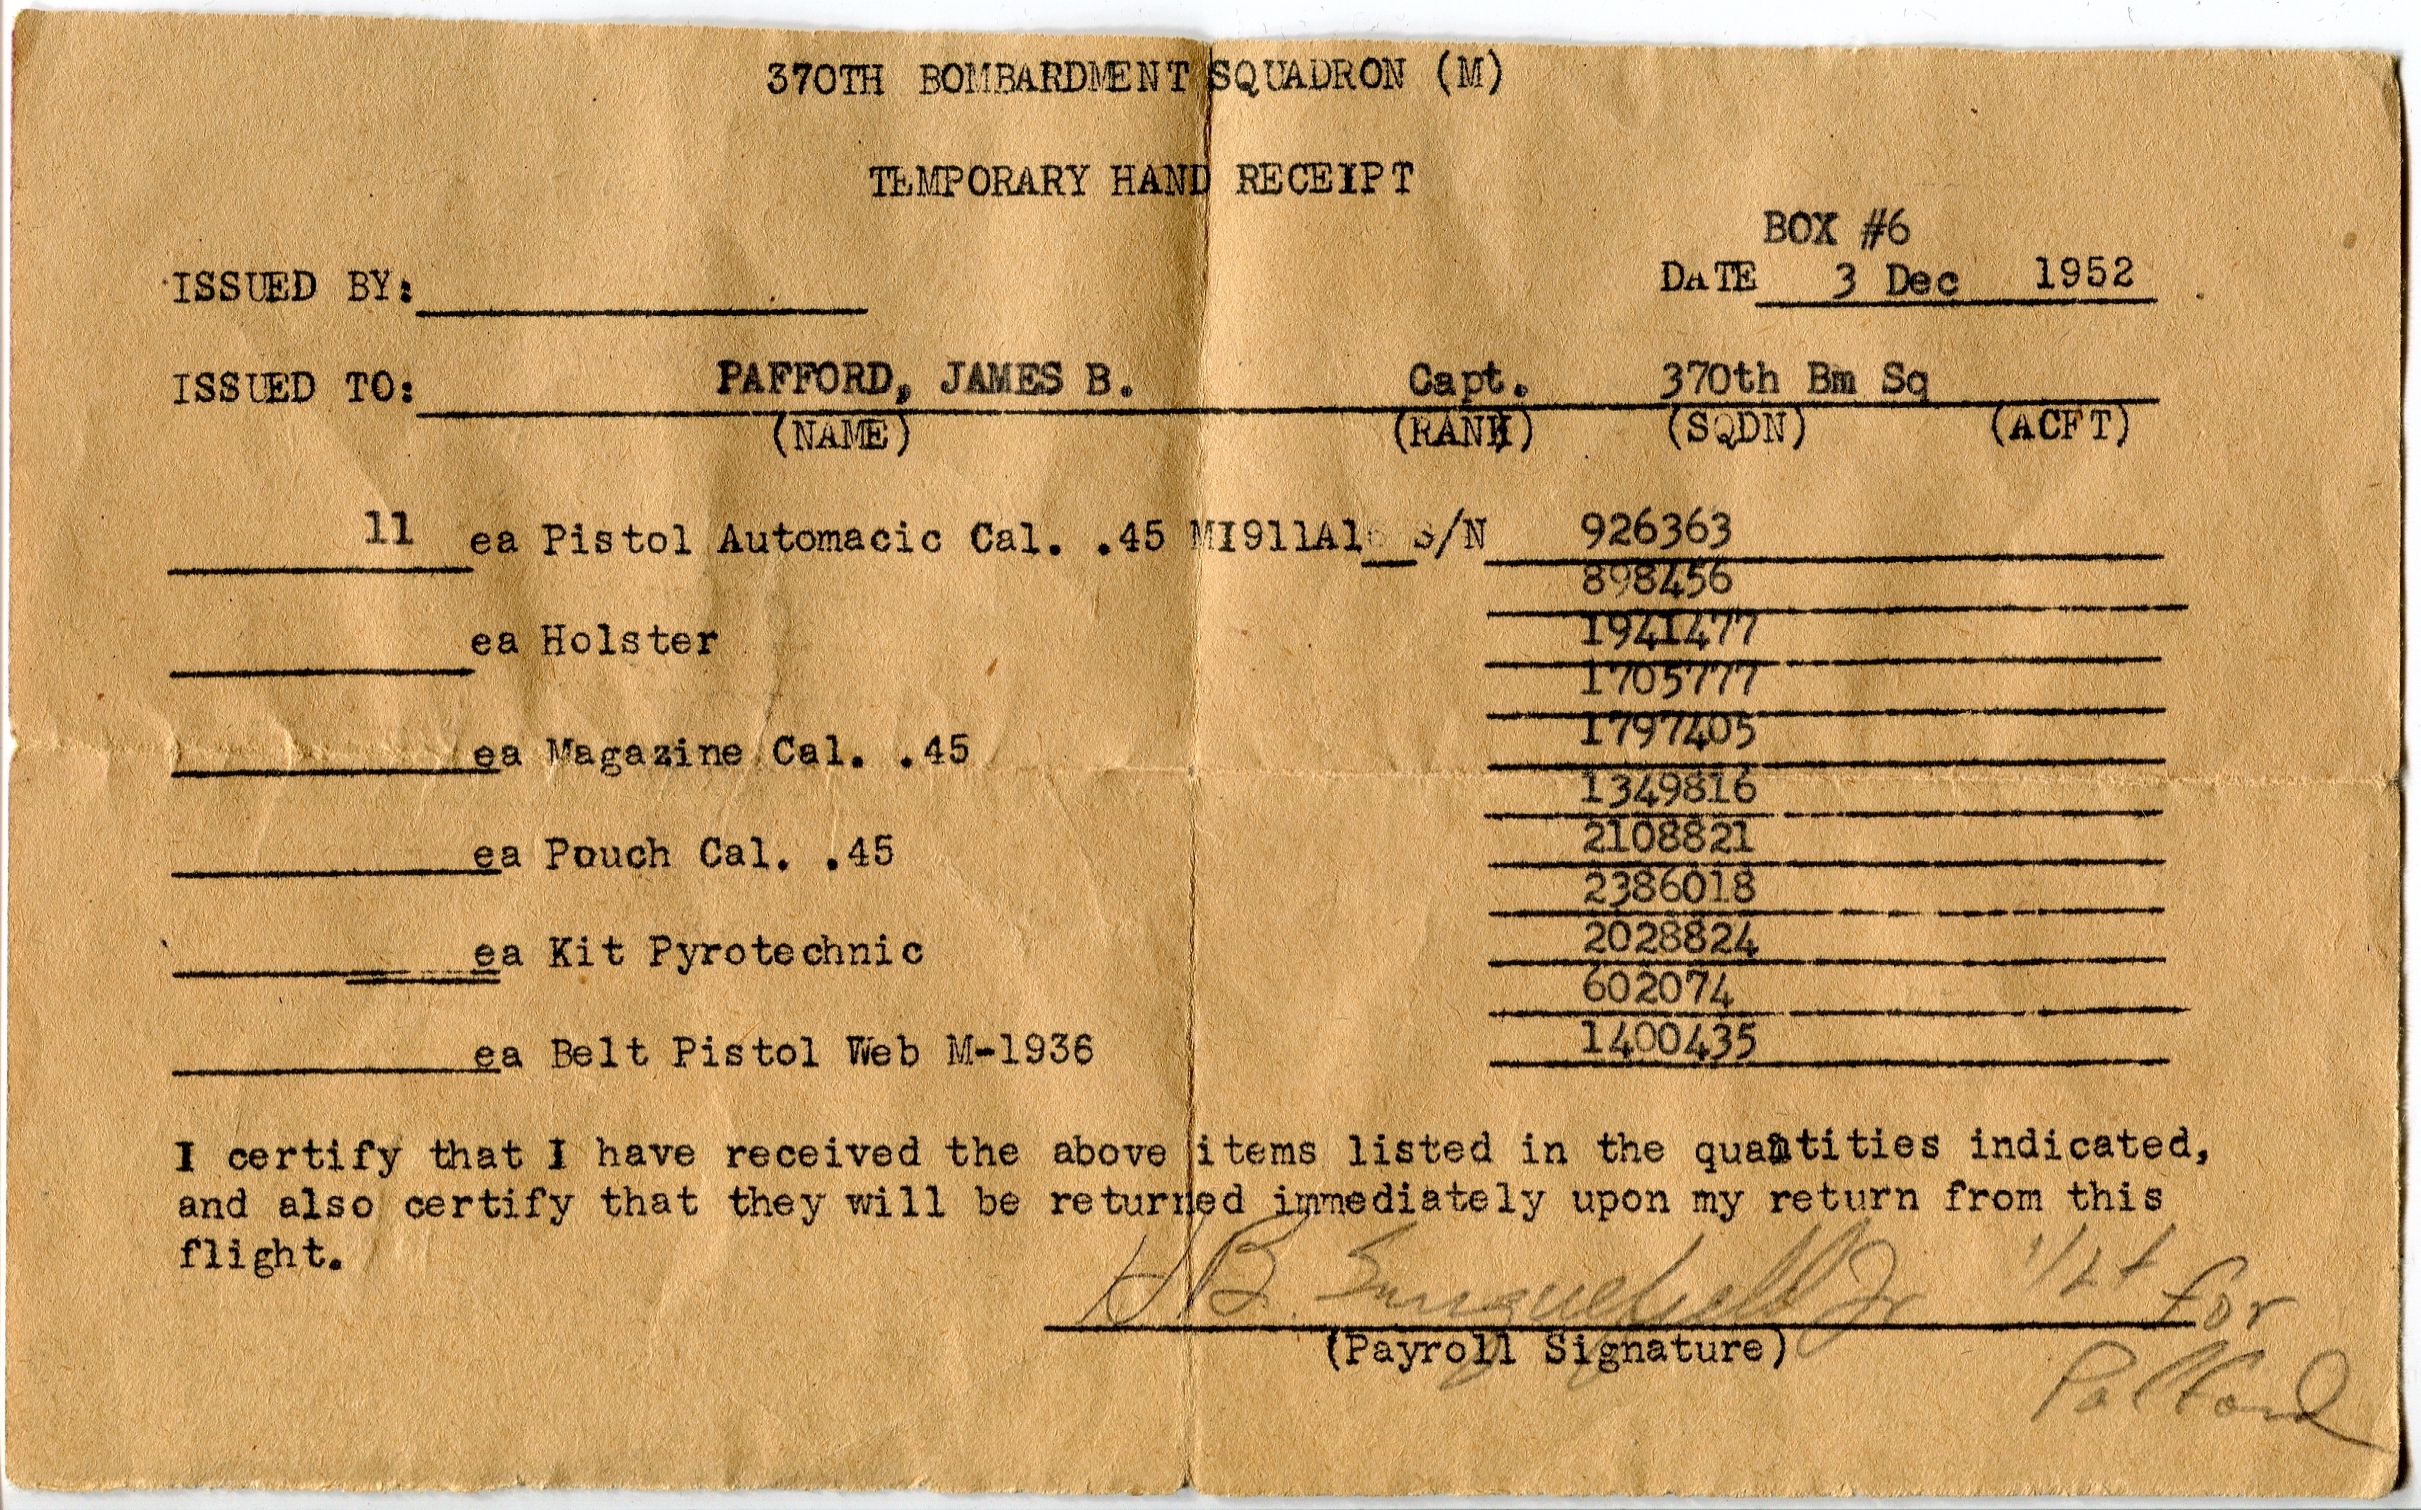 370TH BOMBARDMENT SQUADRON (M)
TEMPORARY HAND RECEIPT
BOX #6
ISSUED BY: DATE 3 Dec 1952
ISSUED TO: PAFFORD, JAMES B. Capt. 370th Bm Sq
(NAME) (RANK) (SQDN) (ACFT)
11 ea Pistol Automacic Cal. .45 MI911A1 S/N 926363
898456
ea Holster 1941477
1705777
ea Magazine Cal. .45 1797405
1349816
ea Pouch Cal. .45 2108821
2386018
ea Kit Pyrotechnic 2028824
602074
ea Belt Pistol Web M-1936 1400435
I certify that I have received the above items listed in the quantities indicated,
and also certify that they will be returned immediately upon my return from this
flight.
H B. Jr 1/Lt for
(Payroll Signature)
Pafford